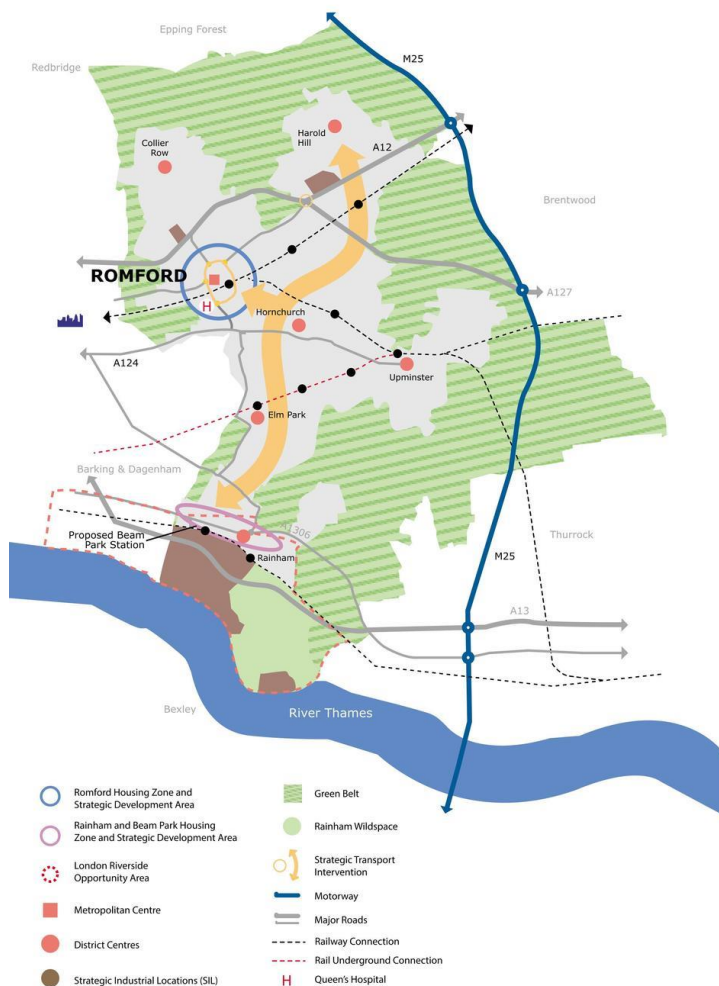 Epping Forest
M25
Redbridge
Harold
Hill
Collier
Row
A12
Brentwood
ROMFORD
A127
H
Hornchurch
A124
Upminster
Elm Park
Barking & Dagenham
A1306
Proposed Beam
Park Station
Rainham
Thurrock
M25
A13
Bexley
River Thames
Romford Housing Zone and
Strategic Development Area
Rainham and Beam Park Housing
Zone and Strategic Development Area
London Riverside
Opportunity Area
Metropolitan Centre
District Centres
Strategic Industrial Locations (SIL)
Green Belt
Rainham Wildspace
Strategic Transport
Intervention
Motorway
Major Roads
Railway Connection
Rail Underground Connection
H
Queen's Hospital